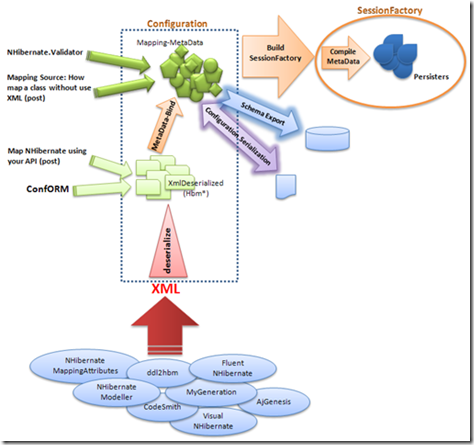 Configuration
SessionFactory
Mapping-MetaData
NHibernate.Validator
Build
SessionFactory
Compile
MetaData
Persisters
Mapping Source: How
map a class without use
XML (post)
Schema Export
Configuration Serialization
MetaData-Bind
Map NHibernate using
your API (post)
XmlDeserialized
(Hbm*)
ConfORM
deserialize
XML
NHibernate
MappingAttributes
ddl2hbm
Fluent
NHibernate
NHibernate
Modeller
MyGeneration
AjGenesis
CodeSmith
Visual
NHibernate